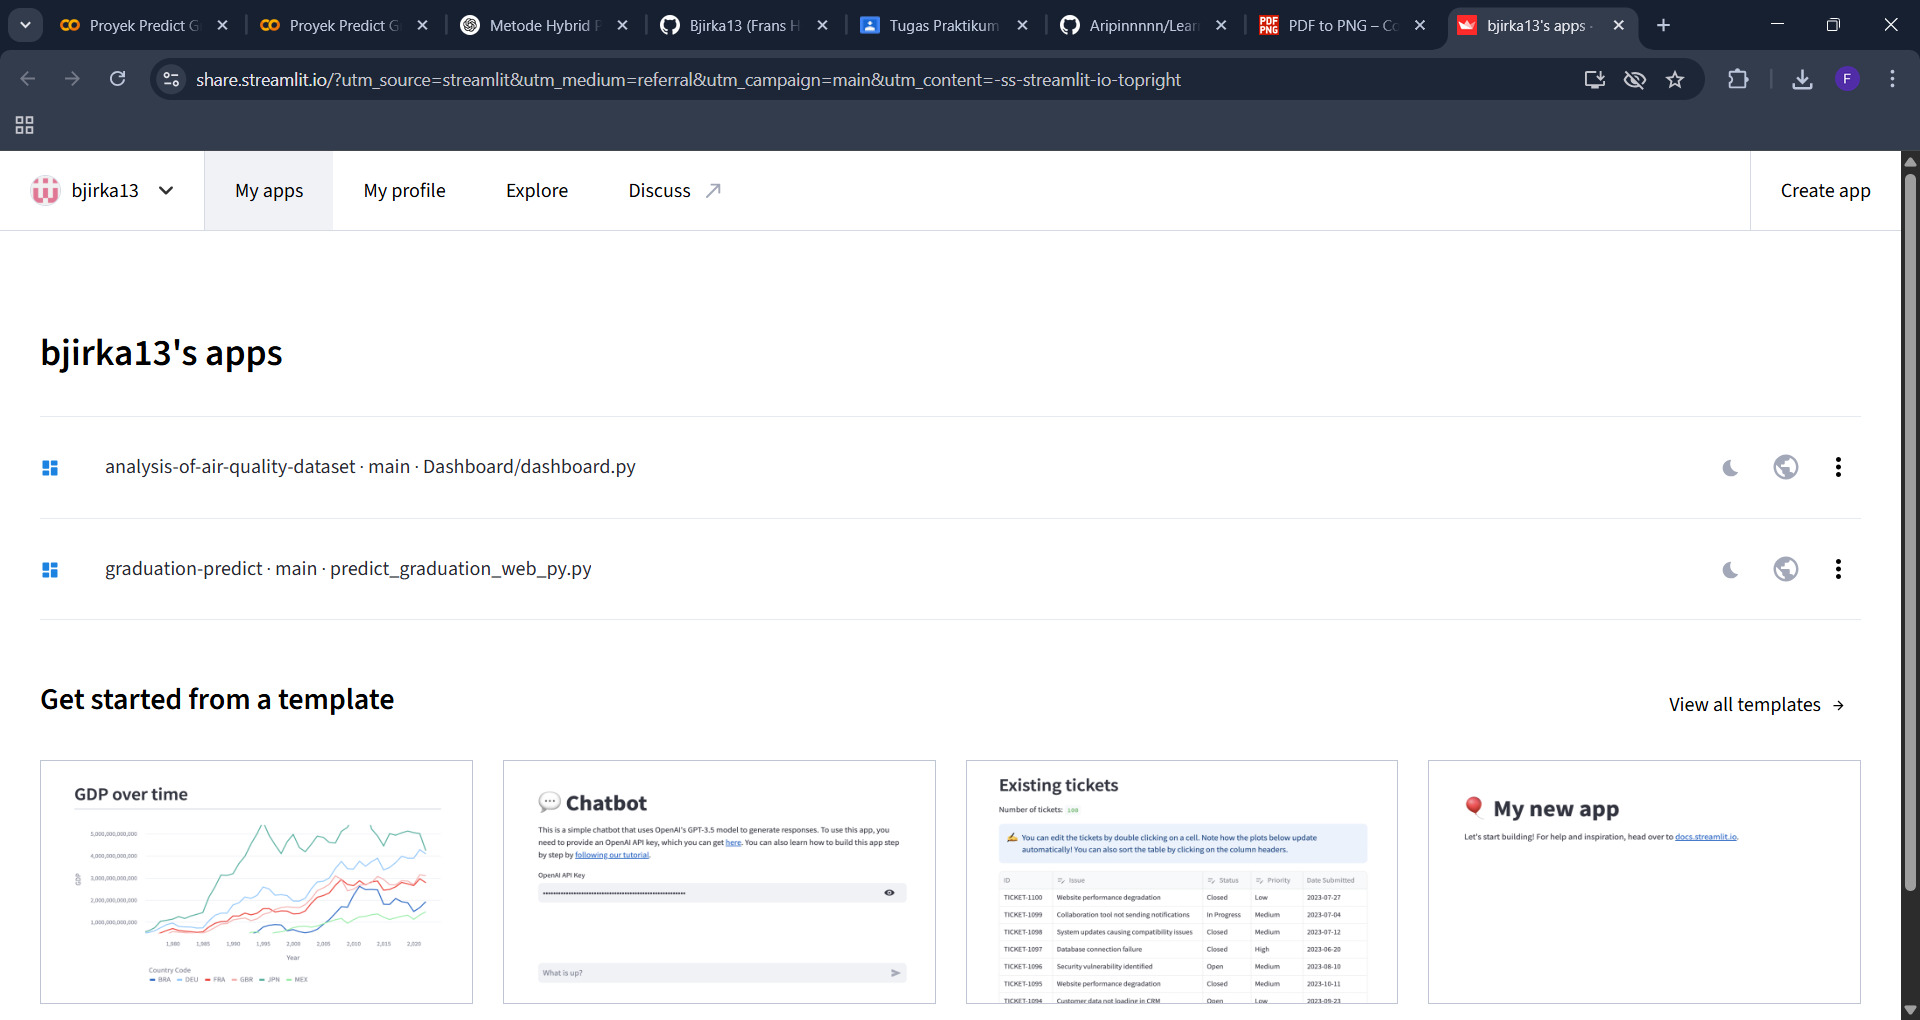 Proyek Predict G
Proyek Predict G
Metode Hybrid
Bjirka13 (Frans H
Tugas Praktikum
Aripinnnnn/Lear
PDF to PNG – Co
bjirka13's apps ·
share.streamlit.io/?utm_source=streamlit&utm_medium=referral&utm_campaign=main&utm_content=-ss-streamlit-io-topright
F
bjirka13
My apps
My profile
Explore
Discuss
Create app
bjirka13's apps
analysis-of-air-quality-dataset · main · Dashboard/dashboard.py
graduation-predict · main · predict_graduation_web_py.py
Get started from a template
View all templates →
GDP over time
5,000,000,000,000
4,000,000,000,000
3,000,000,000,000
2,000,000,000,000
1,000,000,000,000
GDP
1,980 1,985 1,990 1,995 2,000 2,005 2,010 2,015 2,020
Year
Country Code
BRA DEU FRA GBR JPN MEX
Chatbot
This is a simple chatbot that uses OpenAI's GPT-3.5 model to generate responses. To use this app, you
need to provide an OpenAI API key, which you can get here. You can also learn how to build this app step
by step by following our tutorial.
OpenAI API Key
What is up?
Existing tickets
Number of tickets: 100
You can edit the tickets by double clicking on a cell. Note how the plots below update
automatically! You can also sort the table by clicking on the column headers.
ID Issue Status Priority Date Submitted
TICKET-1100 Website performance degradation Closed Low 2023-07-27
TICKET-1099 Collaboration tool not sending notifications In Progress Medium 2023-07-04
TICKET-1098 System updates causing compatibility issues Closed Medium 2023-07-12
TICKET-1097 Database connection failure Closed High 2023-06-20
TICKET-1096 Security vulnerability identified Open Medium 2023-08-10
TICKET-1095 Website performance degradation Closed Medium 2023-10-11
TICKET-1094 Customer data not loading in CRM Open Low 2023-09-23
My new app
Let's start building! For help and inspiration, head over to docs.streamlit.io.